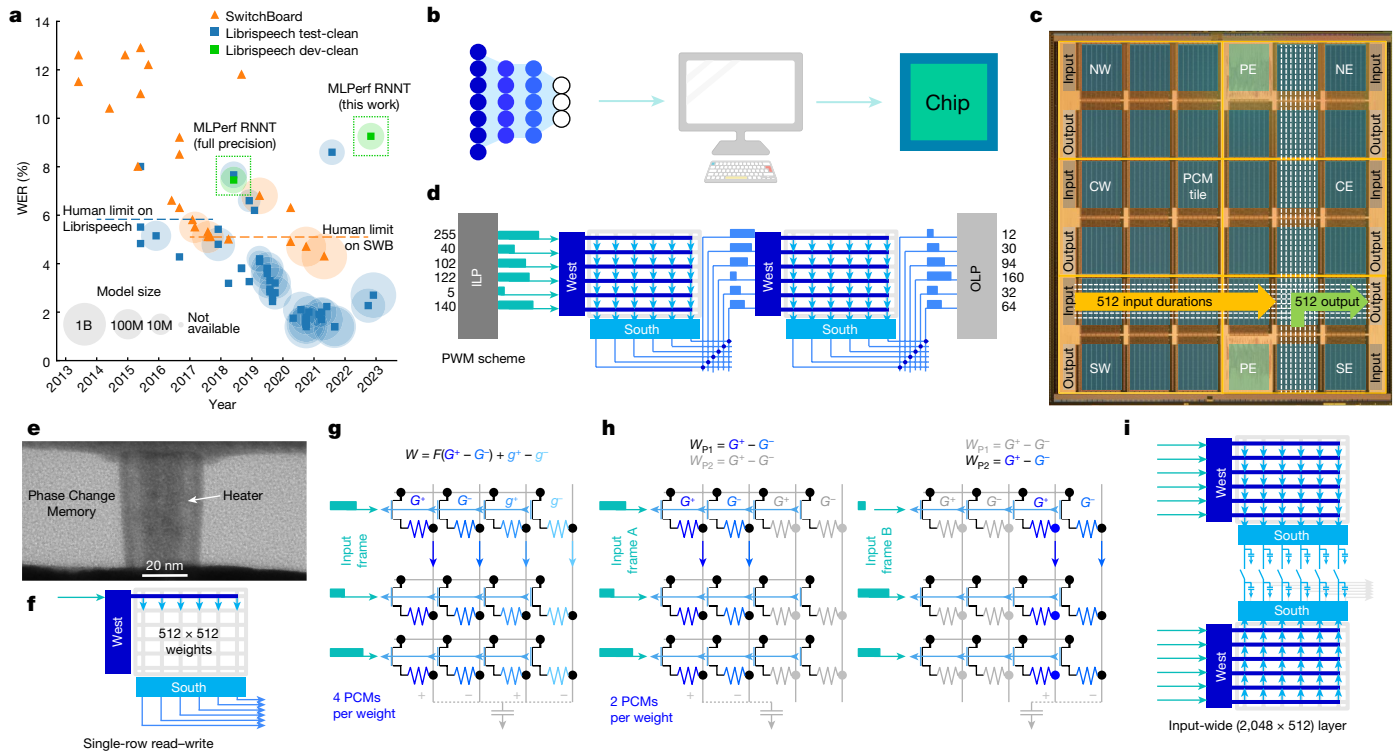 a
14
12
10
8
6
4
2
0
WER (%)
SwitchBoard
Librispeech test-clean
Librispeech dev-clean
MLPerf RNNT
(this work)
MLPerf RNNT
(full precision)
Human limit on
Librispeech
Human limit
on SWB
Model size
1B
100M
10M
Not
available
2013
2014
2015
2016
2017
2018
2019
2020
2021
2022
2023
Year
b
Chip
c
Input
NW
PE
NE
Input
Output
Output
Input
CW
PCM
tile
CE
Input
Output
Output
Input
512 input durations
512 output
Output
Output
SW
PE
SE
Input
d
255
40
102
122
5
140
ILP
West
South
West
South
OLP
12
30
94
160
32
64
PWM scheme
e
Phase Change
Memory
Heater
20 nm
f
West
512 × 512
weights
South
Single-row read–write
g
W = F(G⁺ − G⁻) + g⁺ − g⁻
G⁺
G⁻
g⁺
g⁻
Input
frame
4 PCMs
per weight
+
−
+
−
h
W_P1 = G⁺ − G⁻
W_P2 = G⁺ − G⁻
G⁺
G⁻
G⁺
G⁻
Input
frame A
2 PCMs
per weight
+
−
W_P1 = G⁺ − G⁻
W_P2 = G⁺ − G⁻
G⁺
G⁻
G⁺
G⁻
Input
frame B
+
−
i
West
South
South
West
Input-wide (2,048 × 512) layer